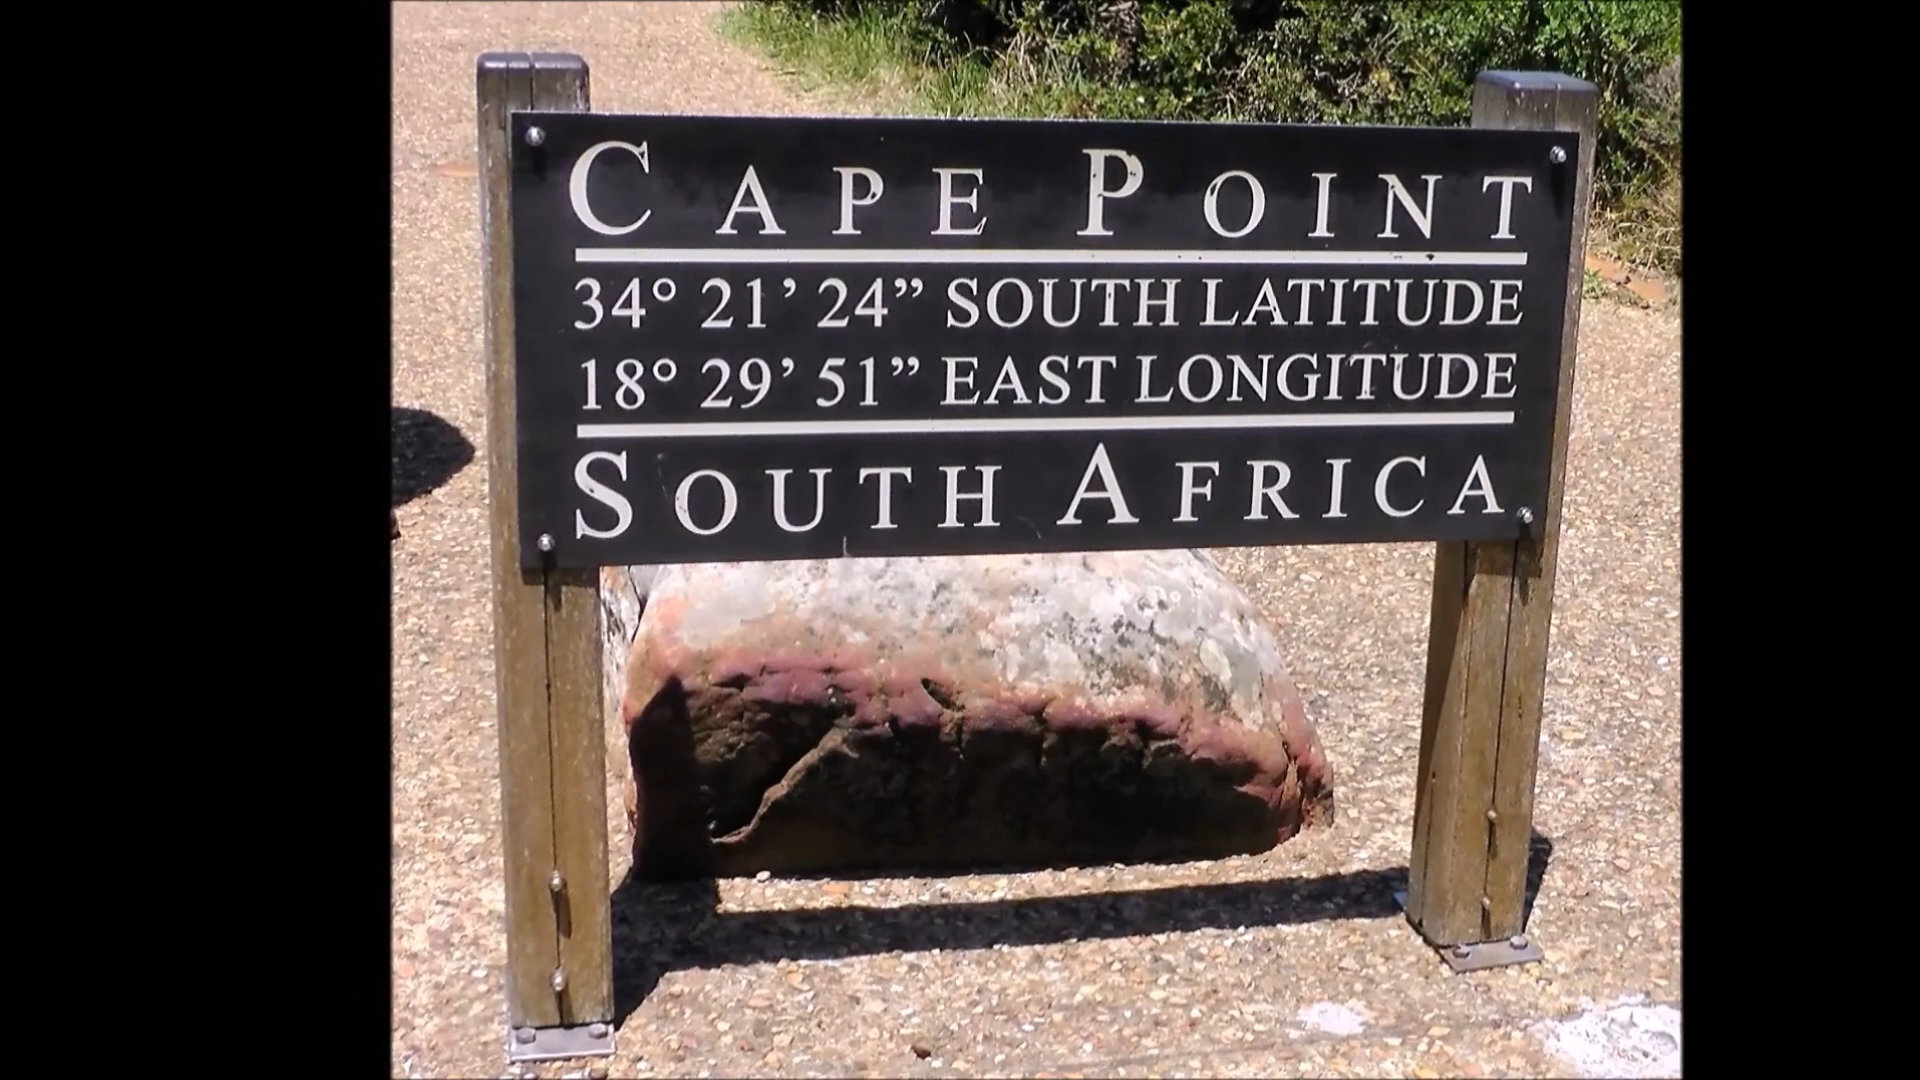 CAPE POINT
34° 21’ 24” SOUTH LATITUDE
18° 29’ 51” EAST LONGITUDE
SOUTH AFRICA